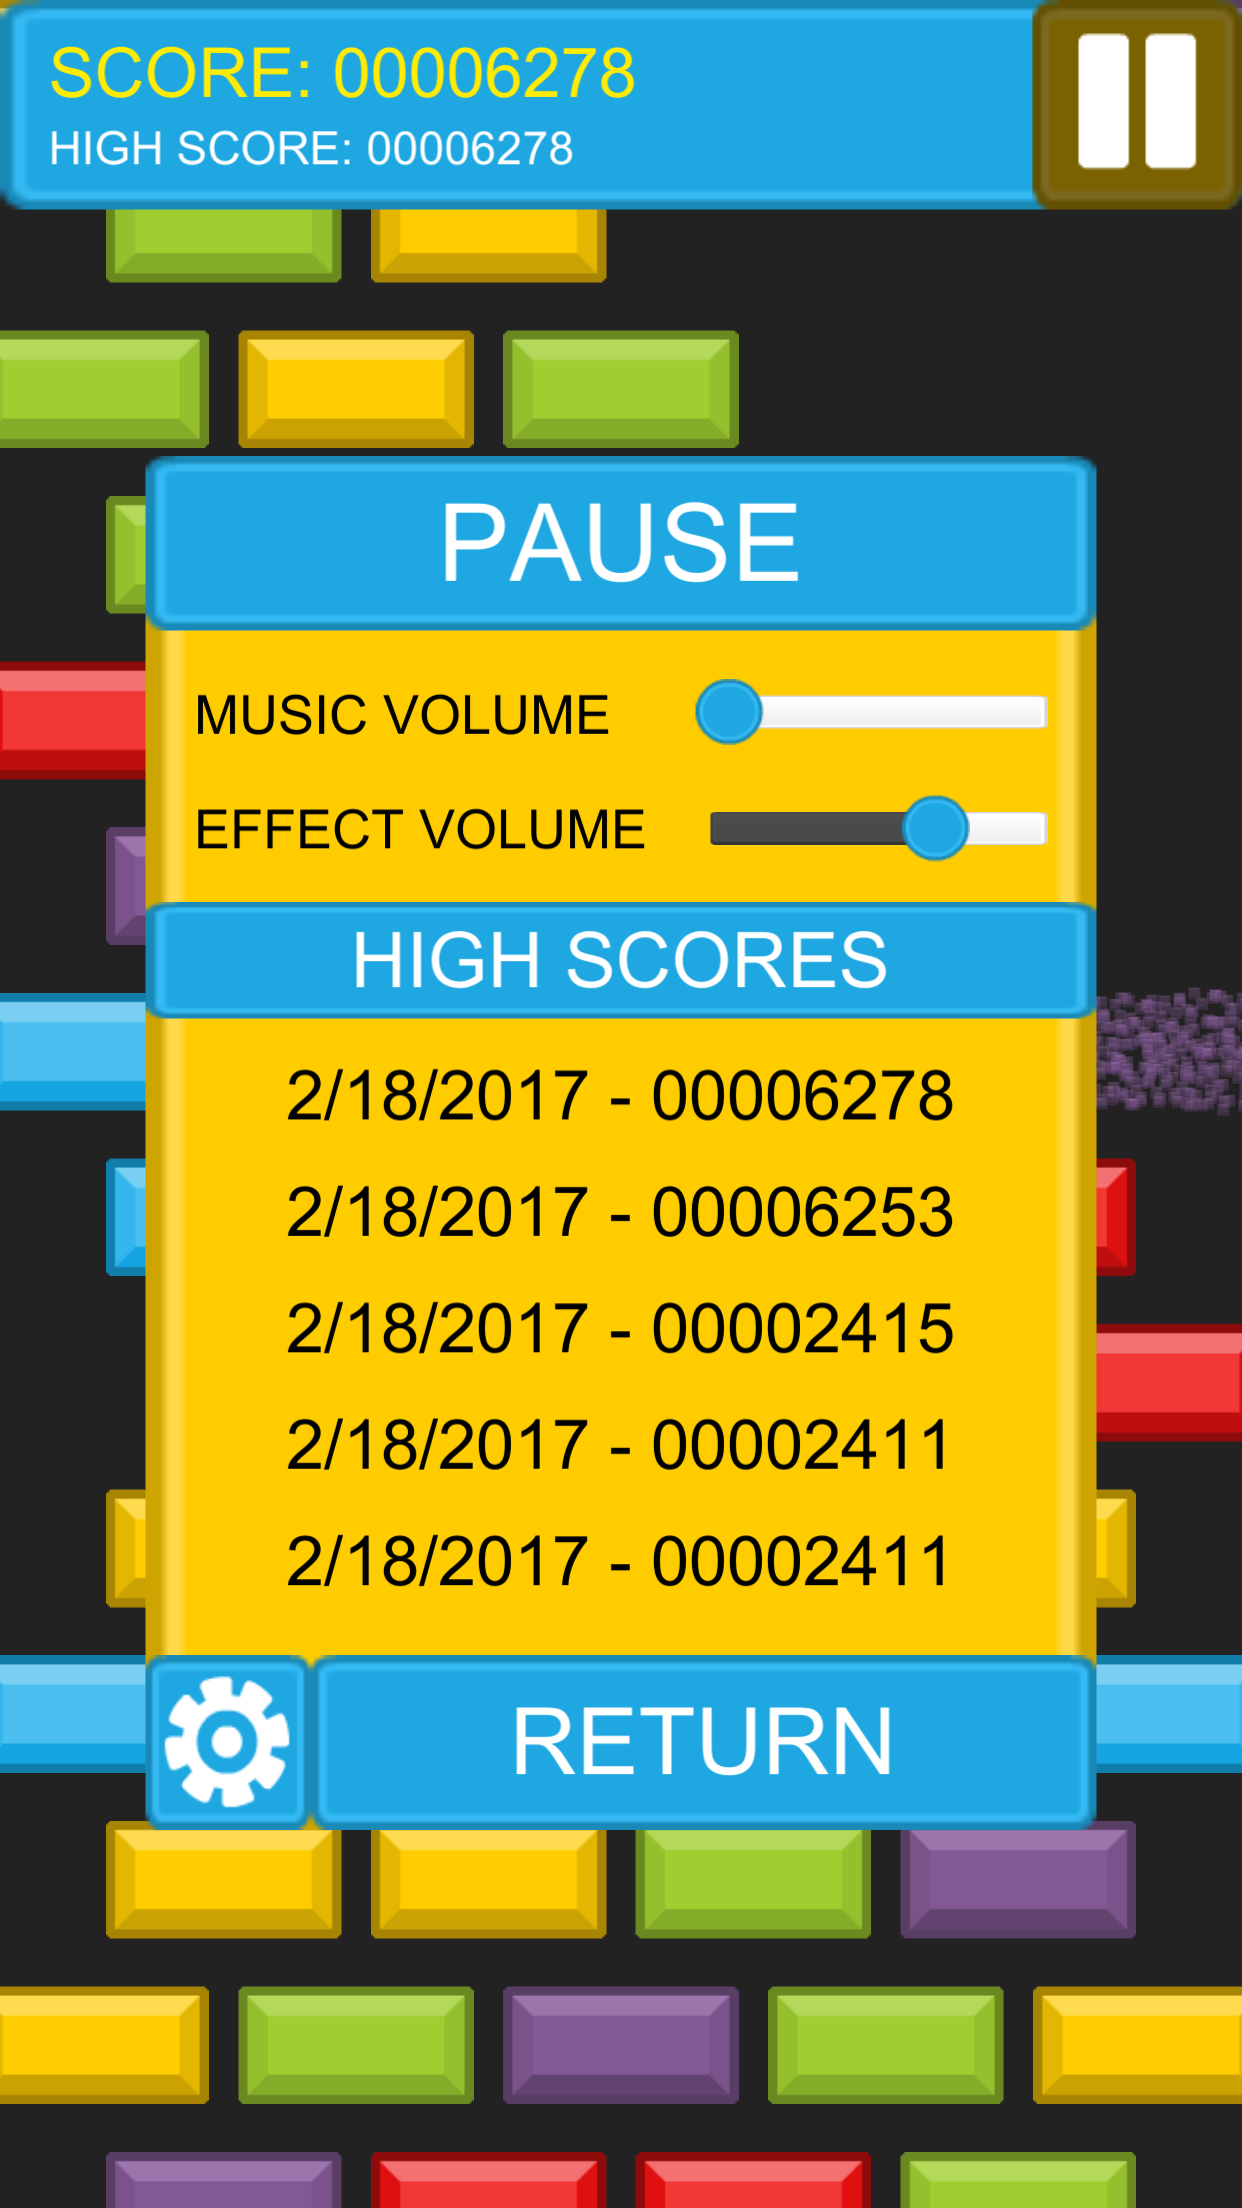 SCORE: 00006278
HIGH SCORE: 00006278
PAUSE
MUSIC VOLUME
EFFECT VOLUME
HIGH SCORES
2/18/2017 - 00006278
2/18/2017 - 00006253
2/18/2017 - 00002415
2/18/2017 - 00002411
2/18/2017 - 00002411
RETURN